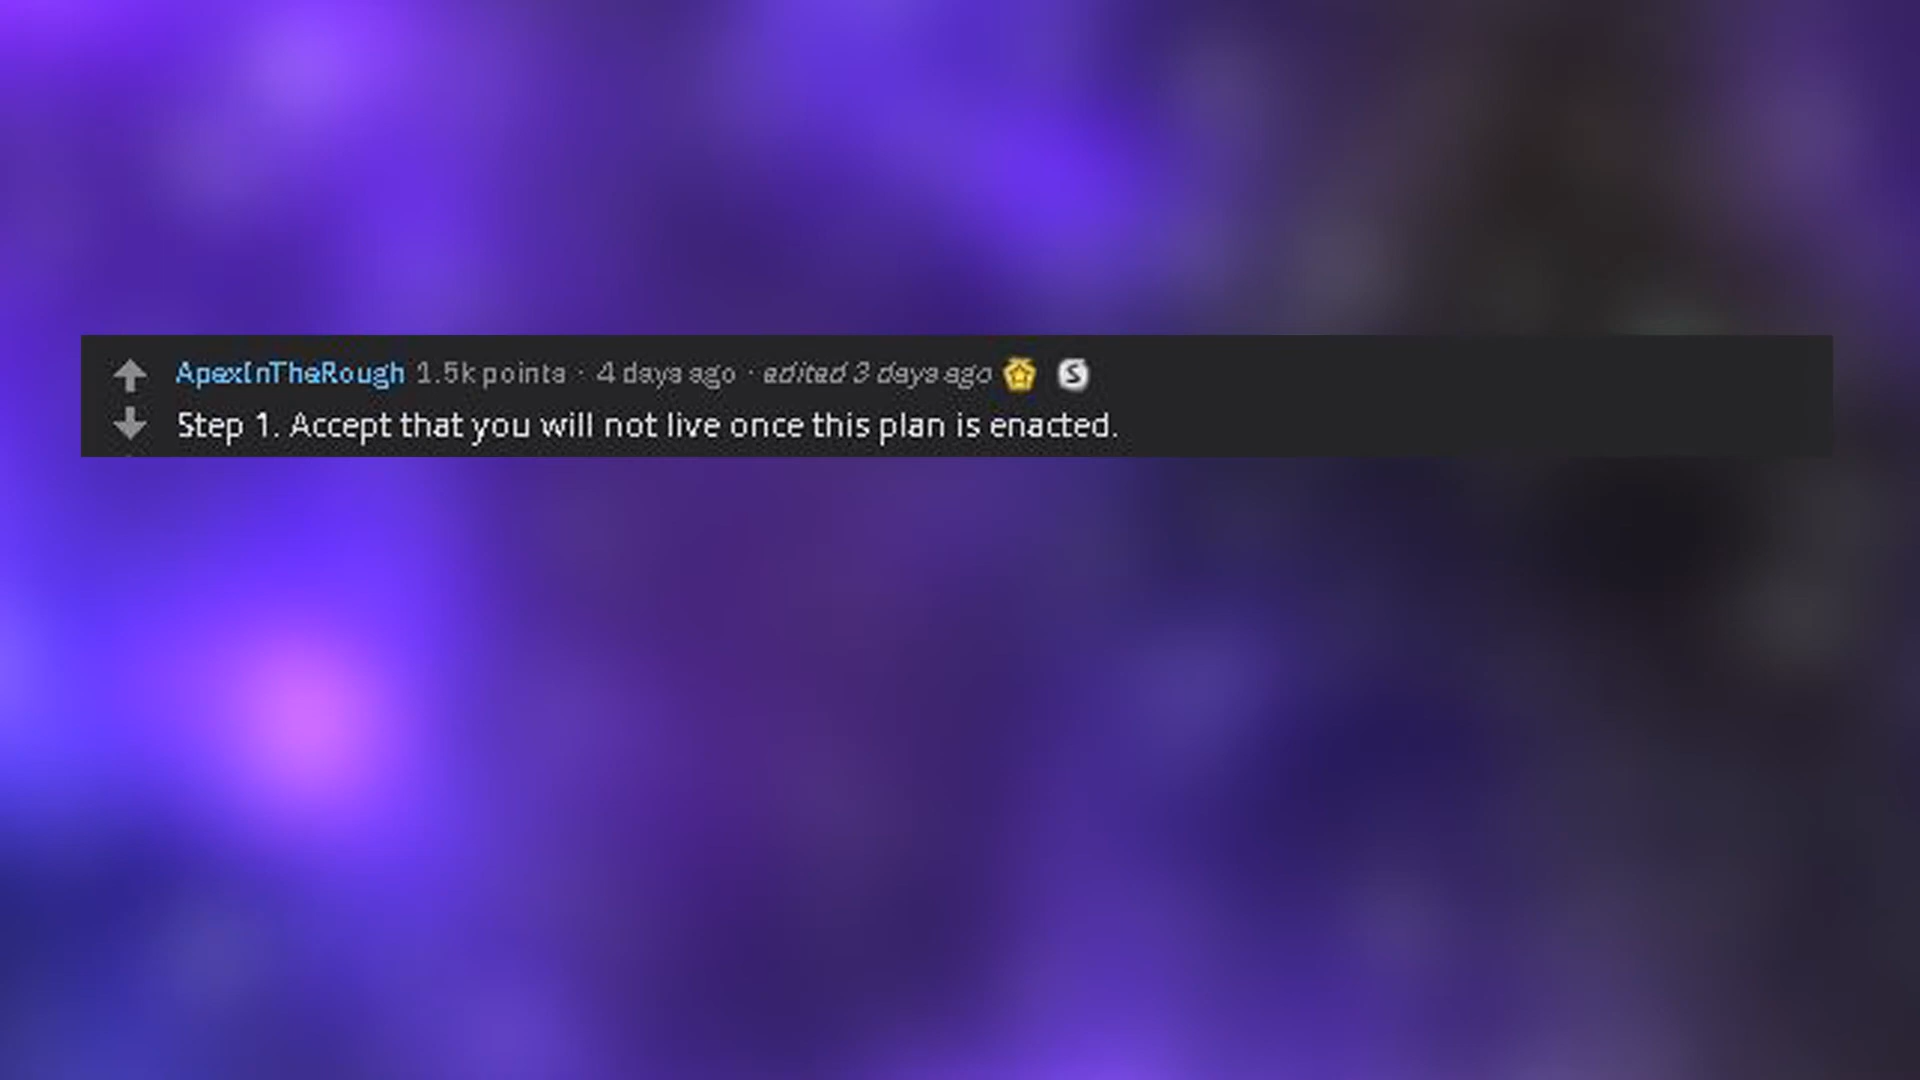 ApexInTheRough 1.5k points · 4 days ago · edited 3 days ago S
Step 1. Accept that you will not live once this plan is enacted.